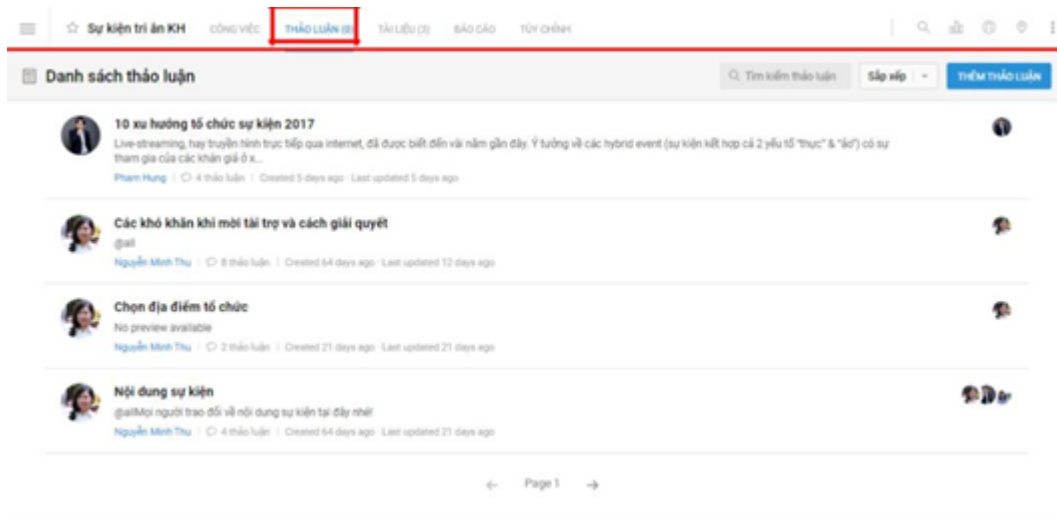 Sự kiện tri ân KH CÔNG VIỆC THẢO LUẬN (0) TÀI LIỆU (3) BÁO CÁO TÙY CHỈNH
Danh sách thảo luận Tìm kiếm thảo luận Sắp xếp THÊM THẢO LUẬN
10 xu hướng tổ chức sự kiện 2017
Live-streaming, hay truyền hình trực tiếp qua internet, đã được biết đến vài năm gần đây. Ý tưởng về các hybrid event (sự kiện kết hợp cả 2 yếu tố "thực" & "ảo") có sự
tham gia của các khán giả ở x...
Pham Hung 4 thảo luận Created 5 days ago · Last updated 5 days ago
Các khó khăn khi mời tài trợ và cách giải quyết
@all
Nguyễn Minh Thu 8 thảo luận Created 64 days ago · Last updated 12 days ago
Chọn địa điểm tổ chức
No preview available
Nguyễn Minh Thu 2 thảo luận Created 21 days ago · Last updated 21 days ago
Nội dung sự kiện
@allMọi người trao đổi về nội dung sự kiện tại đây nhé!
Nguyễn Minh Thu 4 thảo luận Created 64 days ago · Last updated 21 days ago
← Page 1 →